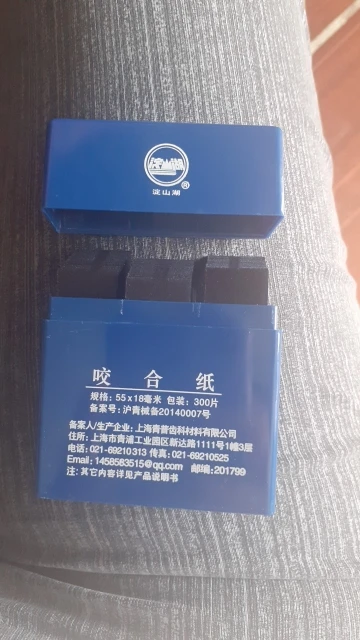 淀山湖
®
咬合纸
规格: 55x18毫米 包装: 300片
备案号: 沪青械备20140007号
备案人/生产企业: 上海青普齿科材料有限公司
住所: 上海市青浦工业园区新达路1111号1幢3层
电话: 021-69210313 传真: 021-69210525
Email: 1458583515@qq.com 邮编: 201799
注: 其它内容详见产品说明书